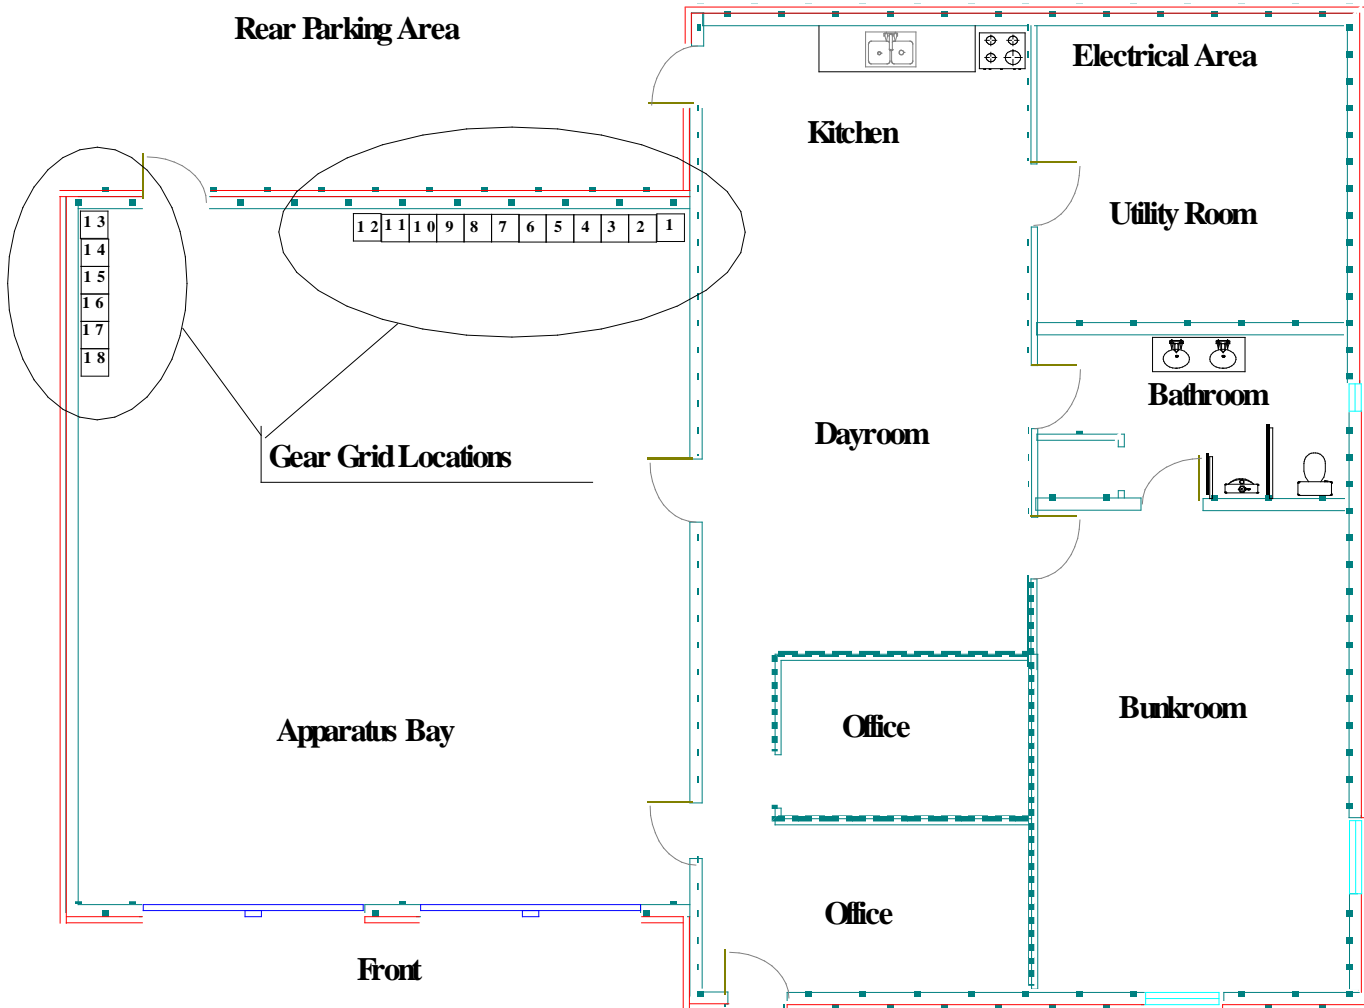 Rear Parking Area
Electrical Area
Kitchen
Utility Room
12 11 10 9 8 7 6 5 4 3 2 1
13
14
15
16
17
18
Bathroom
Dayroom
Gear Grid Locations
Bunkroom
Office
Apparatus Bay
Office
Front